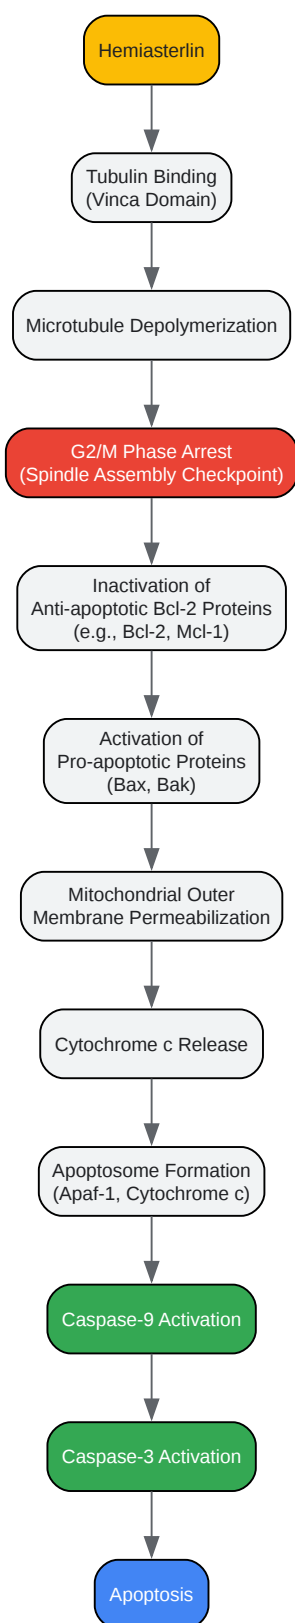 Hemiasterlin
Tubulin Binding
(Vinca Domain)
Microtubule Depolymerization
G2/M Phase Arrest
(Spindle Assembly Checkpoint)
Inactivation of
Anti-apoptotic Bcl-2 Proteins
(e.g., Bcl-2, Mcl-1)
Activation of
Pro-apoptotic Proteins
(Bax, Bak)
Mitochondrial Outer
Membrane Permeabilization
Cytochrome c Release
Apoptosome Formation
(Apaf-1, Cytochrome c)
Caspase-9 Activation
Caspase-3 Activation
Apoptosis